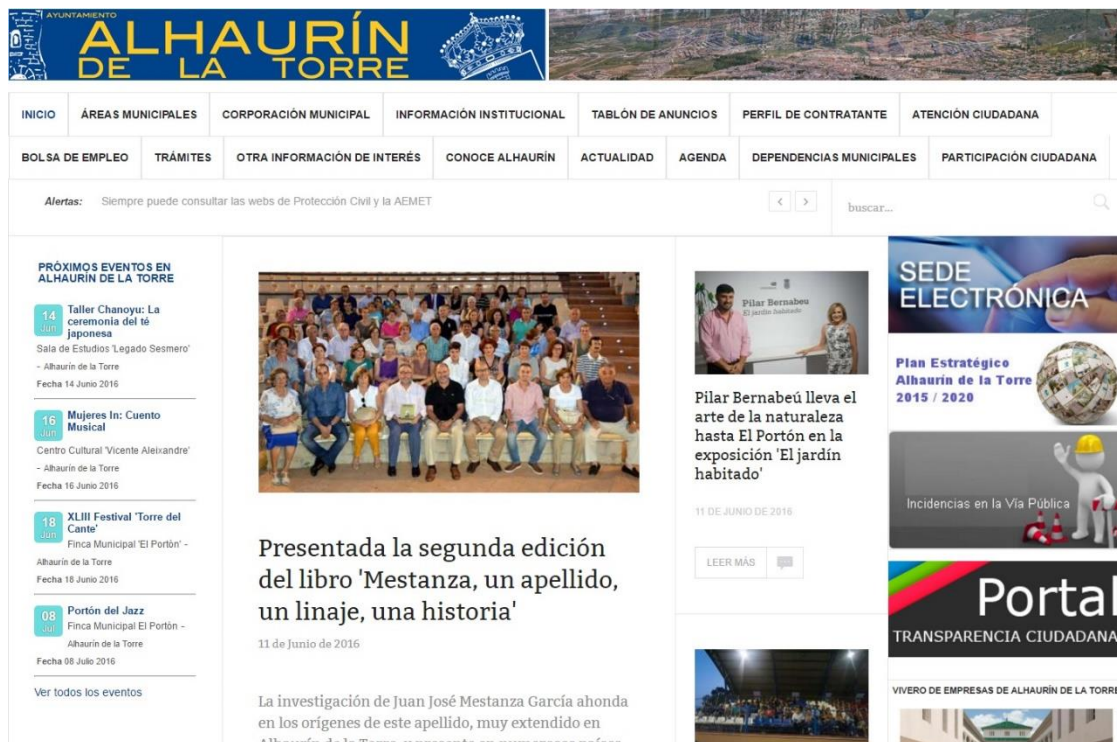 AYUNTAMIENTO
ALHAURÍN
DE LA TORRE
INICIO
ÁREAS MUNICIPALES
CORPORACIÓN MUNICIPAL
INFORMACIÓN INSTITUCIONAL
TABLÓN DE ANUNCIOS
PERFIL DE CONTRATANTE
ATENCIÓN CIUDADANA
BOLSA DE EMPLEO
TRÁMITES
OTRA INFORMACIÓN DE INTERÉS
CONOCE ALHAURÍN
ACTUALIDAD
AGENDA
DEPENDENCIAS MUNICIPALES
PARTICIPACIÓN CIUDADANA
Alertas: Siempre puede consultar las webs de Protección Civil y la AEMET
buscar...
PRÓXIMOS EVENTOS EN
ALHAURÍN DE LA TORRE
14
Jun
Taller Chanoyu: La
ceremonia del té
japonesa
Sala de Estudios 'Legado Sesmero'
- Alhaurín de la Torre
Fecha 14 Junio 2016
16
Jun
Mujeres In: Cuento
Musical
Centro Cultural 'Vicente Aleixandre'
- Alhaurín de la Torre
Fecha 16 Junio 2016
18
Jun
XLIII Festival 'Torre del
Cante'
Finca Municipal 'El Portón' -
Alhaurín de la Torre
Fecha 18 Junio 2016
08
Jul
Portón del Jazz
Finca Municipal El Portón -
Alhaurín de la Torre
Fecha 08 Julio 2016
Ver todos los eventos
Presentada la segunda edición
del libro 'Mestanza, un apellido,
un linaje, una historia'
11 de Junio de 2016
La investigación de Juan José Mestanza García ahonda
en los orígenes de este apellido, muy extendido en
Alhaurín de la Torre, y presente en numerosos países
Pilar Bernabeu
El jardín habitado
Pilar Bernabeú lleva el
arte de la naturaleza
hasta El Portón en la
exposición 'El jardín
habitado'
11 DE JUNIO DE 2016
LEER MÁS
SEDE
ELECTRÓNICA
Plan Estratégico
Alhaurín de la Torre
2015 / 2020
Incidencias en la Vía Pública
Portal
TRANSPARENCIA CIUDADANA
VIVERO DE EMPRESAS DE ALHAURÍN DE LA TORRE